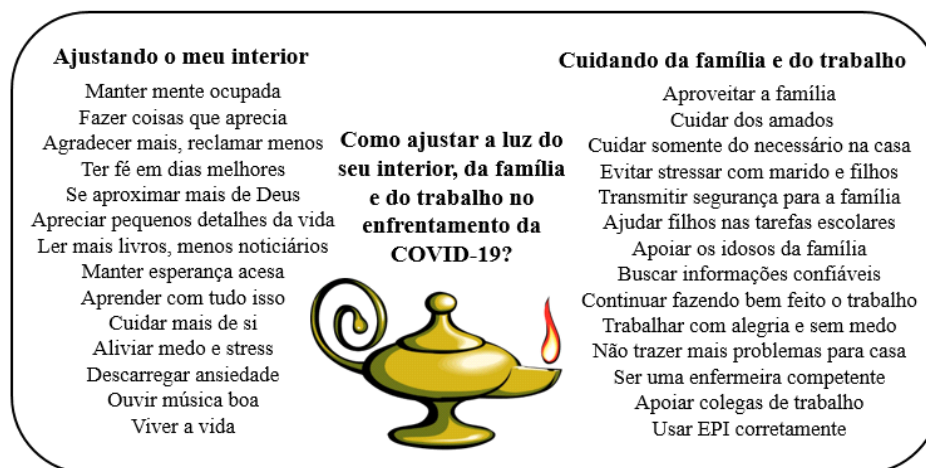 Ajustando o meu interior
Manter mente ocupada
Fazer coisas que aprecia
Agradecer mais, reclamar menos
Ter fé em dias melhores
Se aproximar mais de Deus
Apreciar pequenos detalhes da vida
Ler mais livros, menos noticiários
Manter esperança acesa
Aprender com tudo isso
Cuidar mais de si
Aliviar medo e stress
Descarregar ansiedade
Ouvir música boa
Viver a vida
Como ajustar a luz do
seu interior, da família
e do trabalho no
enfrentamento da
COVID-19?
Cuidando da família e do trabalho
Aproveitar a família
Cuidar dos amados
Cuidar somente do necessário na casa
Evitar stressar com marido e filhos
Transmitir segurança para a família
Ajudar filhos nas tarefas escolares
Apoiar os idosos da família
Buscar informações confiáveis
Continuar fazendo bem feito o trabalho
Trabalhar com alegria e sem medo
Não trazer mais problemas para casa
Ser uma enfermeira competente
Apoiar colegas de trabalho
Usar EPI corretamente